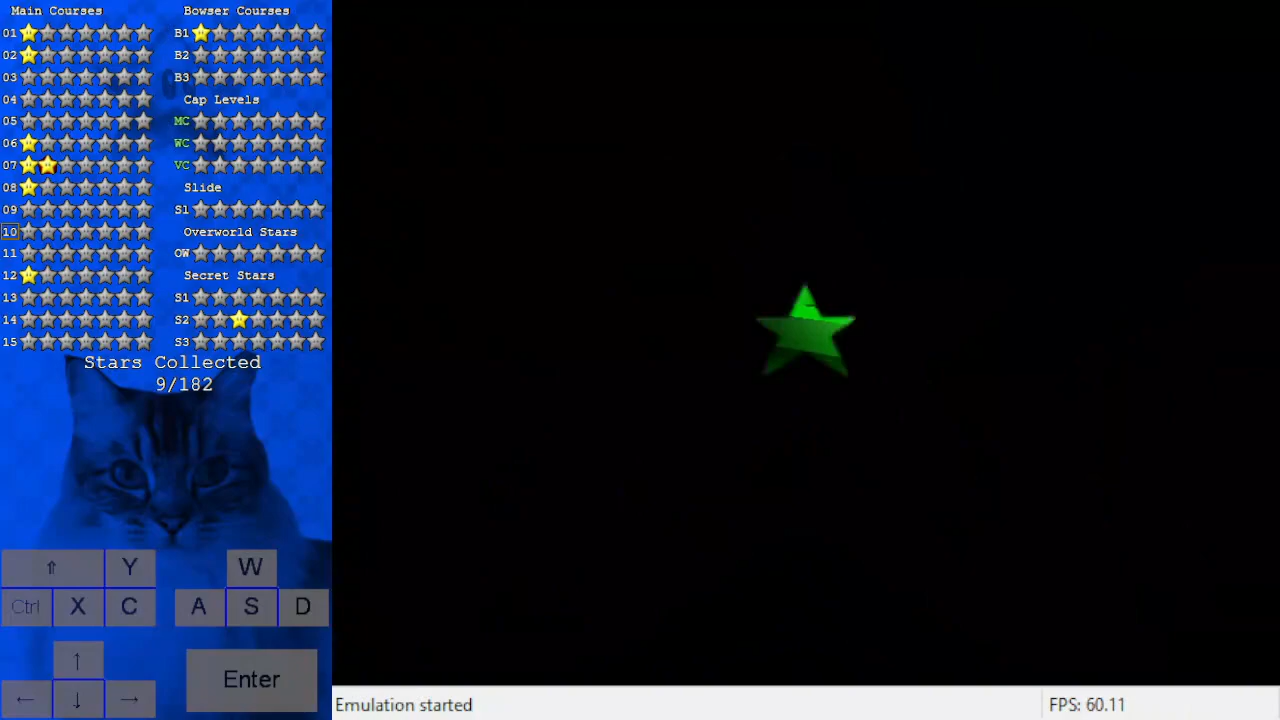 Main Courses
01
02
03
04
05
06
07
08
09
10
11
12
13
14
15
Bowser Courses
B1
B2
B3
Cap Levels
MC
WC
VC
Slide
S1
Overworld Stars
OW
Secret Stars
S1
S2
S3
Stars Collected
9/182
⇧ Y W
Ctrl X C A S D
↑
← ↓ → Enter
Emulation started FPS: 60.11